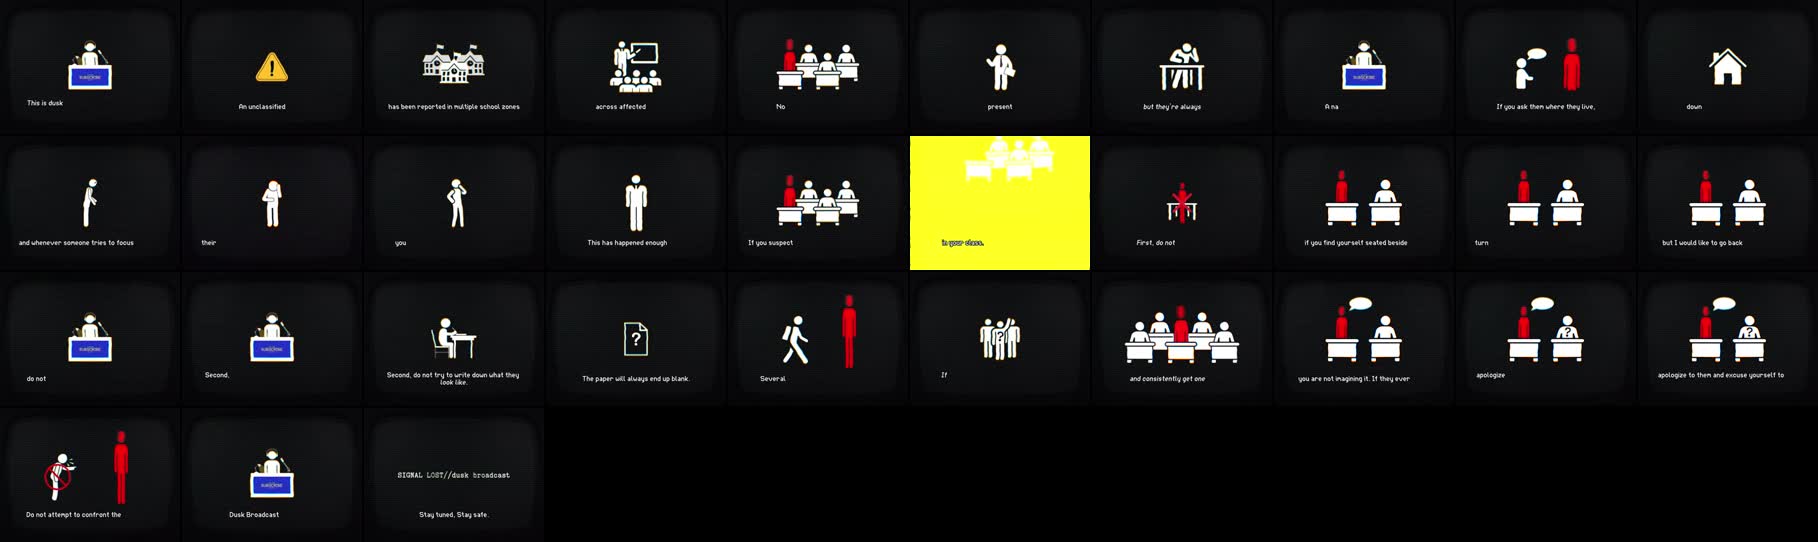 This is dusk
An unclassified
has been reported in multiple school zones
across affected
No
present
but they're always
A na
If you ask them where they live,
down
and whenever someone tries to focus
their
you
This has happened enough
If you suspect
in your class.
First, do not
if you find yourself seated beside
turn
but I would like to go back
do not
Second,
Second, do not try to write down what they
look like.
?
The paper will always end up blank.
Several
?
If
and consistently get one
you are not imagining it. If they ever
?
apologize
?
apologize to them and excuse yourself to
Do not attempt to confront the
Dusk Broadcast
SIGNAL LOST//dusk broadcast
Stay tuned, Stay safe.